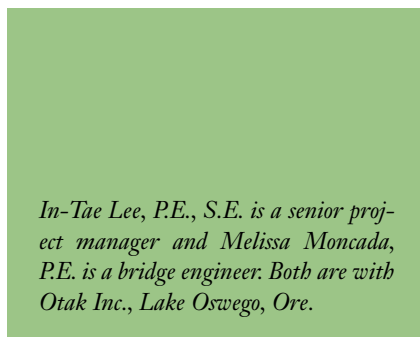 In-Tae Lee, P.E., S.E. is a senior proj-
ect manager and Melissa Moncada,
P.E. is a bridge engineer. Both are with
Otak Inc., Lake Oswego, Ore.